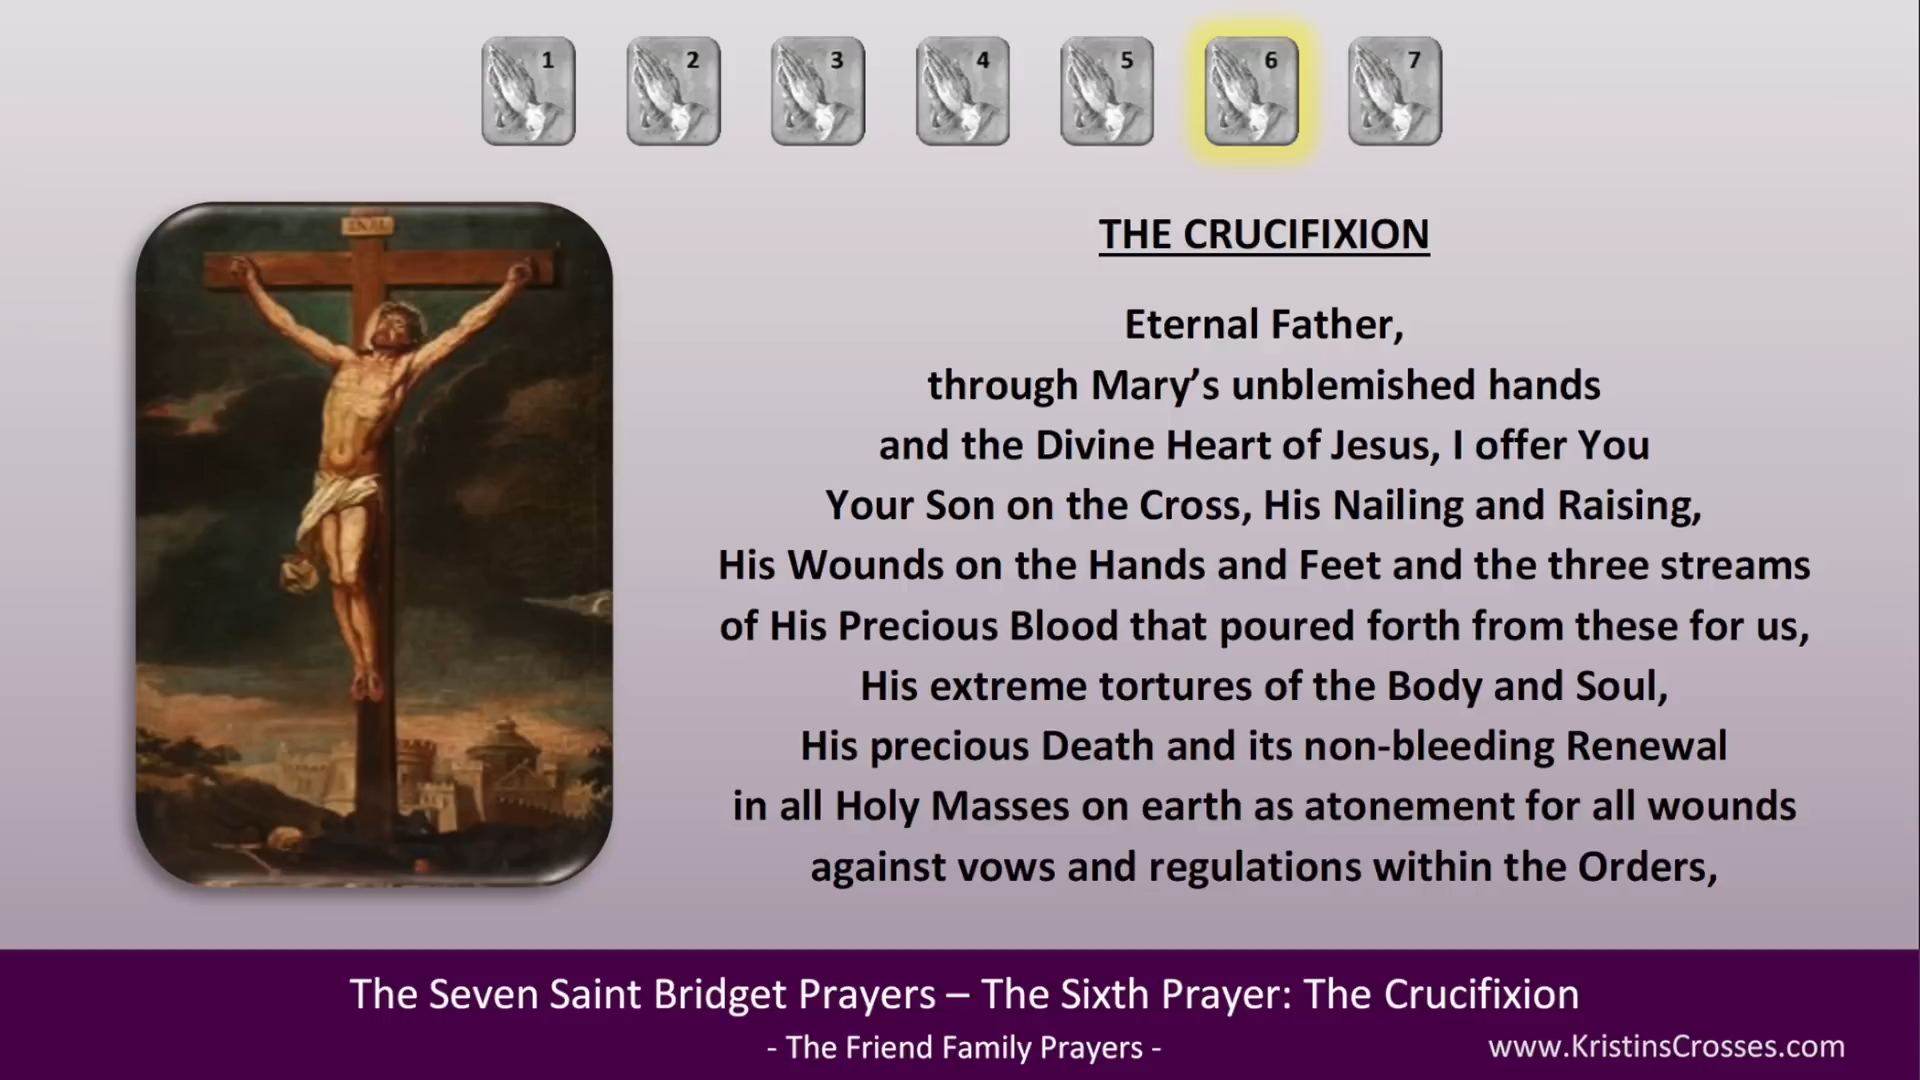 1
2
3
4
5
6
7
INRI
THE CRUCIFIXION
Eternal Father,
through Mary’s unblemished hands
and the Divine Heart of Jesus, I offer You
Your Son on the Cross, His Nailing and Raising,
His Wounds on the Hands and Feet and the three streams
of His Precious Blood that poured forth from these for us,
His extreme tortures of the Body and Soul,
His precious Death and its non-bleeding Renewal
in all Holy Masses on earth as atonement for all wounds
against vows and regulations within the Orders,
The Seven Saint Bridget Prayers – The Sixth Prayer: The Crucifixion
- The Friend Family Prayers -
www.KristinsCrosses.com